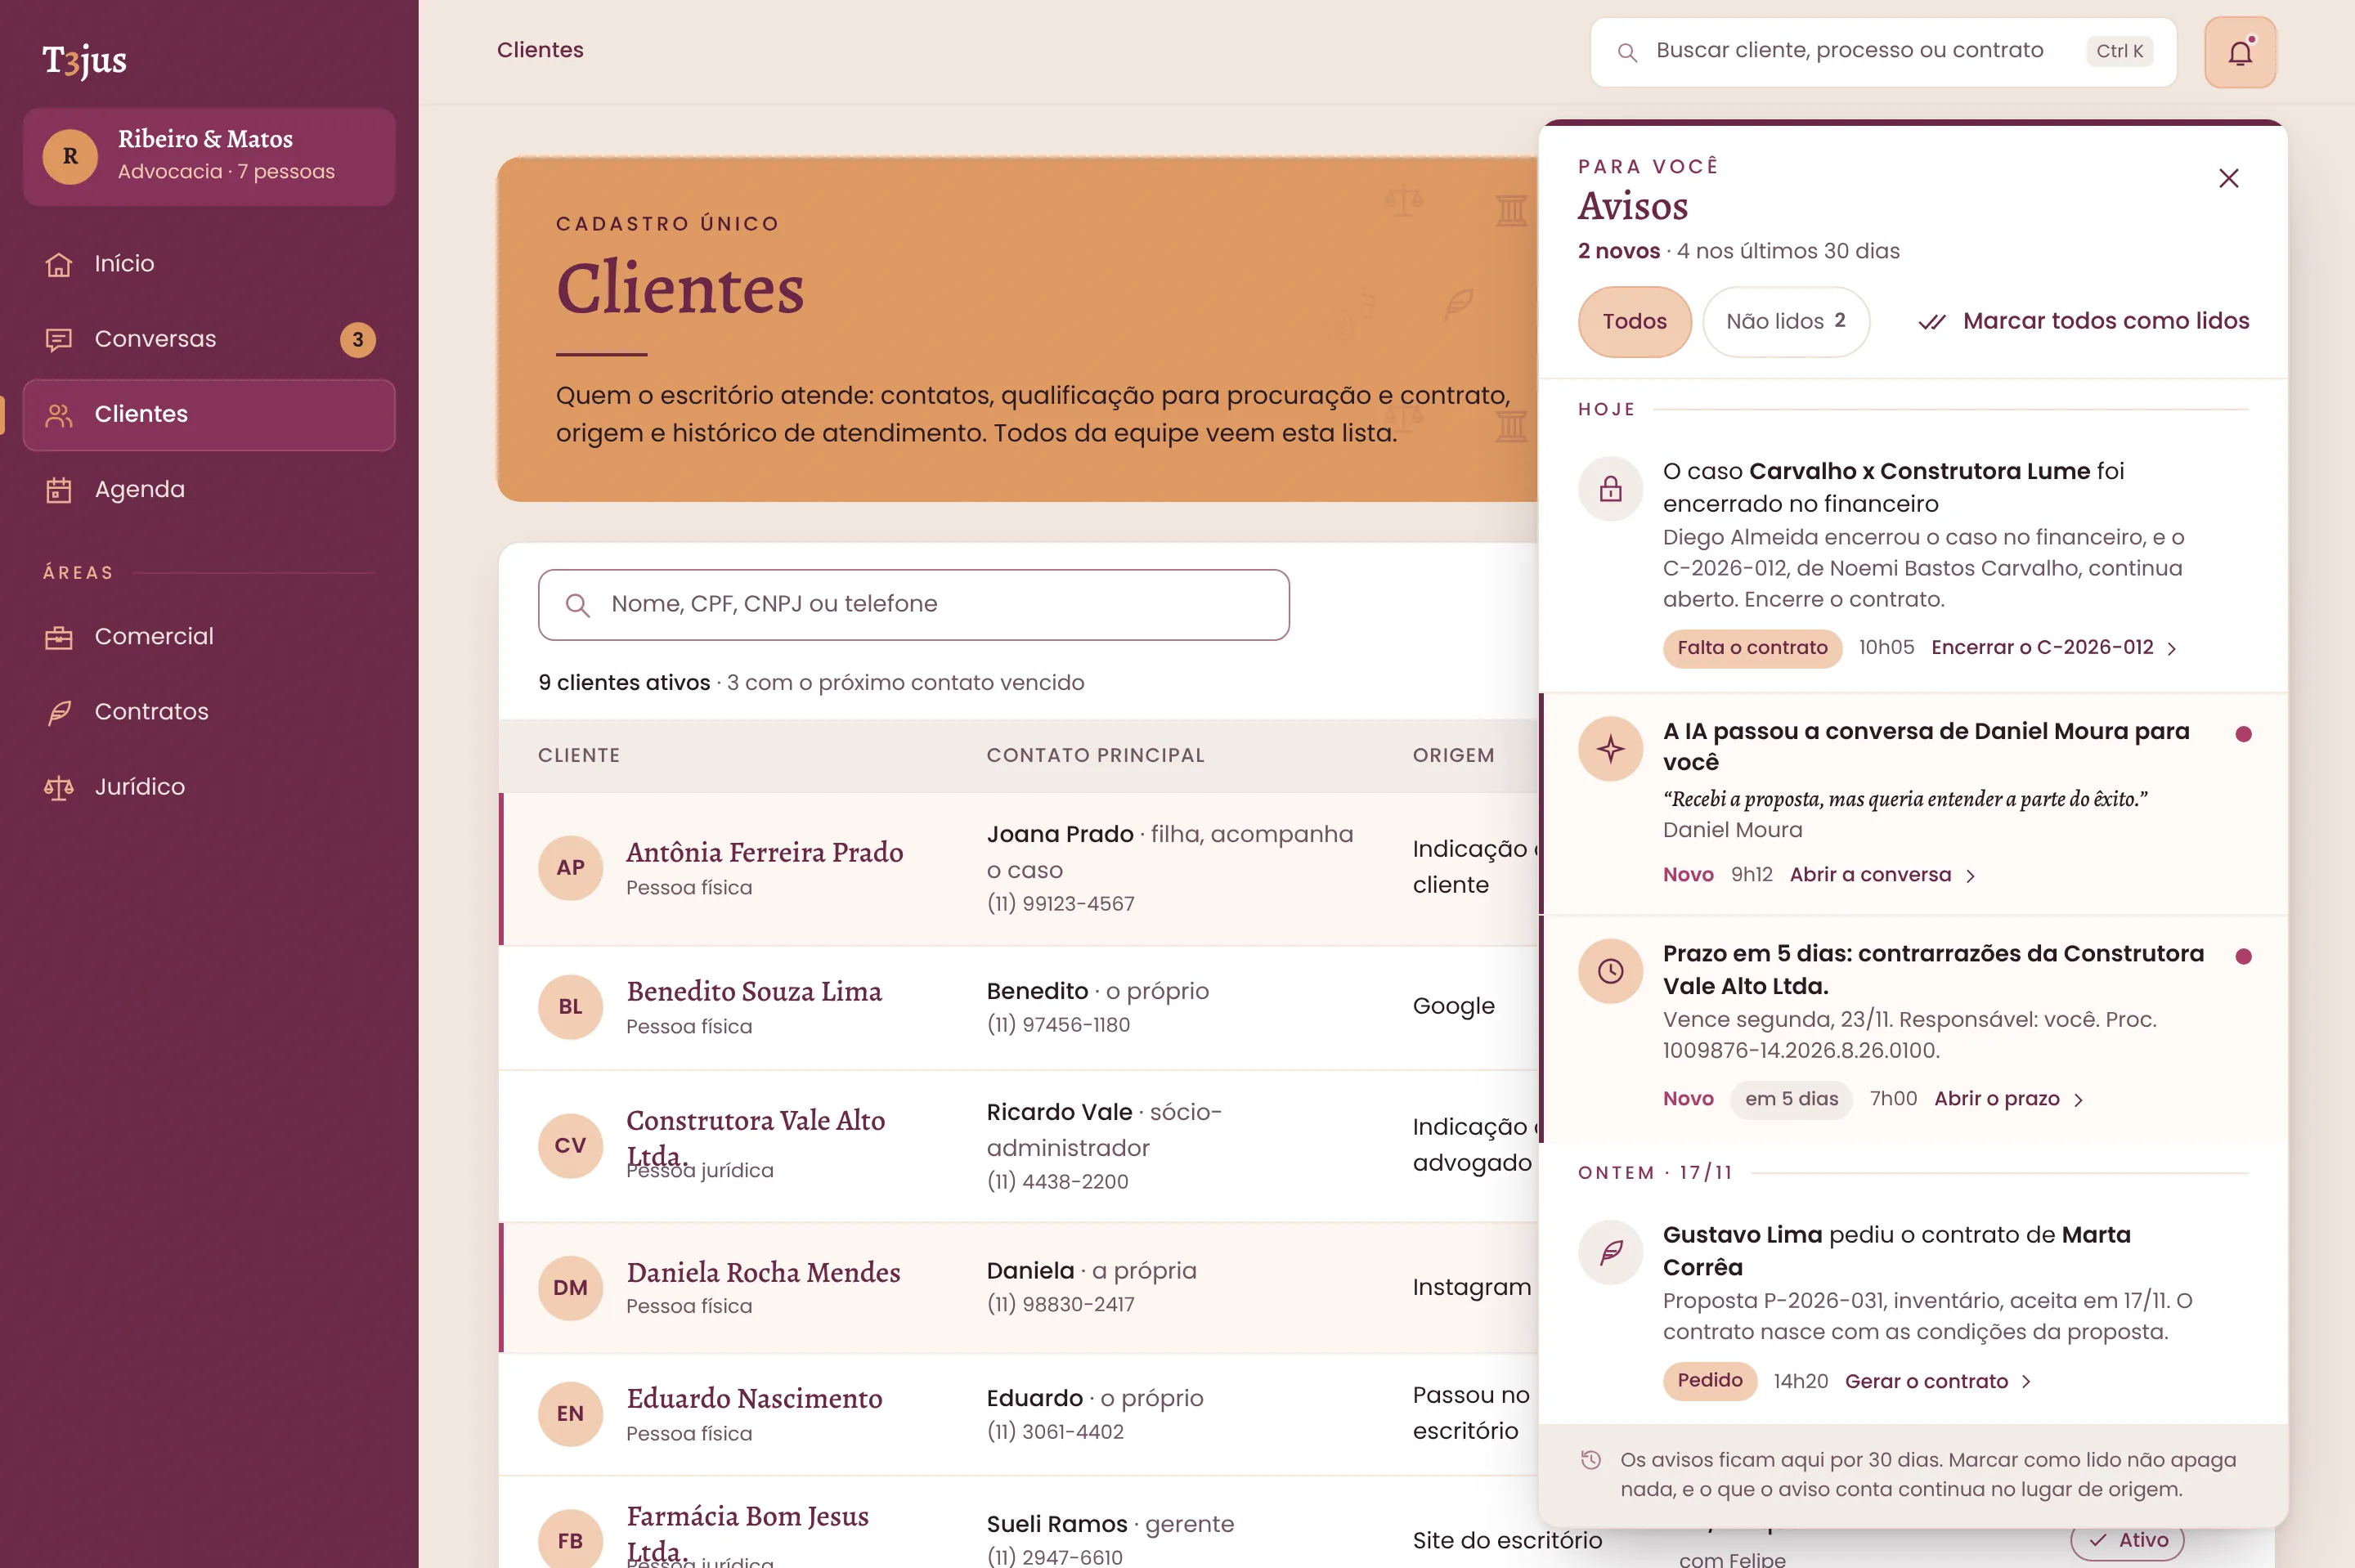 T3jus
R
Ribeiro & Matos
Advocacia · 7 pessoas
Início
Conversas
3
Clientes
Agenda
ÁREAS
Comercial
Contratos
Jurídico
Clientes
Buscar cliente, processo ou contrato
Ctrl K
CADASTRO ÚNICO
Clientes
Quem o escritório atende: contatos, qualificação para procuração e contrato,
origem e histórico de atendimento. Todos da equipe veem esta lista.
Nome, CPF, CNPJ ou telefone
9 clientes ativos · 3 com o próximo contato vencido
CLIENTE
CONTATO PRINCIPAL
ORIGEM
AP
Antônia Ferreira Prado
Pessoa física
Joana Prado · filha, acompanha
o caso
(11) 99123-4567
Indicação
cliente
BL
Benedito Souza Lima
Pessoa física
Benedito · o próprio
(11) 97456-1180
Google
CV
Construtora Vale Alto
Ltda.
Pessoa jurídica
Ricardo Vale · sócio-
administrador
(11) 4438-2200
Indicação
advogado
DM
Daniela Rocha Mendes
Pessoa física
Daniela · a própria
(11) 98830-2417
Instagram
EN
Eduardo Nascimento
Pessoa física
Eduardo · o próprio
(11) 3061-4402
Passou no
escritório
FB
Farmácia Bom Jesus
Ltda.
Pessoa jurídica
Sueli Ramos · gerente
(11) 2947-6610
Site do escritório
com Felipe
Ativo
PARA VOCÊ
Avisos
2 novos · 4 nos últimos 30 dias
Todos
Não lidos 2
Marcar todos como lidos
HOJE
O caso Carvalho x Construtora Lume foi
encerrado no financeiro
Diego Almeida encerrou o caso no financeiro, e o
C-2026-012, de Noemi Bastos Carvalho, continua
aberto. Encerre o contrato.
Falta o contrato 10h05 Encerrar o C-2026-012
A IA passou a conversa de Daniel Moura para
você
“Recebi a proposta, mas queria entender a parte do êxito.”
Daniel Moura
Novo 9h12 Abrir a conversa
Prazo em 5 dias: contrarrazões da Construtora
Vale Alto Ltda.
Vence segunda, 23/11. Responsável: você. Proc.
1009876-14.2026.8.26.0100.
Novo em 5 dias 7h00 Abrir o prazo
ONTEM · 17/11
Gustavo Lima pediu o contrato de Marta
Corrêa
Proposta P-2026-031, inventário, aceita em 17/11. O
contrato nasce com as condições da proposta.
Pedido 14h20 Gerar o contrato
Os avisos ficam aqui por 30 dias. Marcar como lido não apaga
nada, e o que o aviso conta continua no lugar de origem.